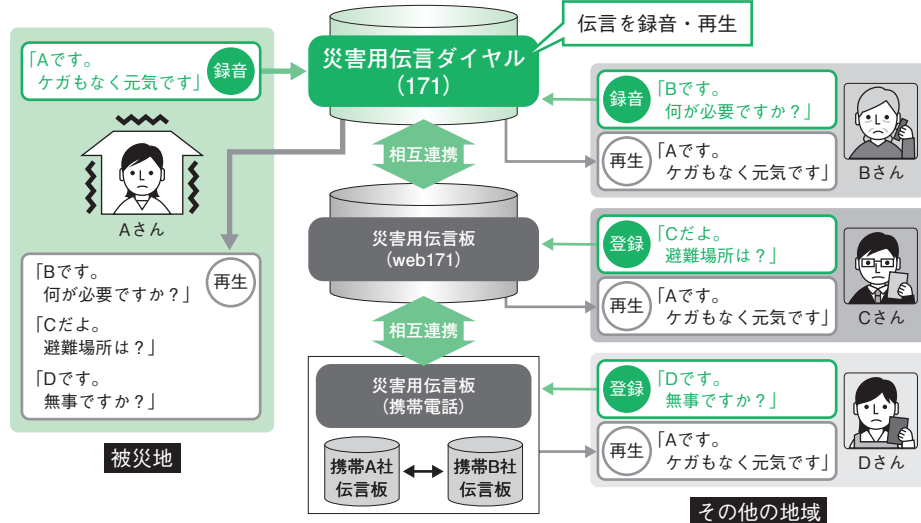 「Aです。
ケガもなく元気です」
録音
Aさん
「Bです。
何が必要ですか？」
再生
「Cだよ。
避難場所は？」
「Dです。
無事ですか？」
被災地
伝言を録音・再生
災害用伝言ダイヤル
（171）
相互連携
災害用伝言板
（web171）
相互連携
災害用伝言板
（携帯電話）
携帯A社
伝言板
携帯B社
伝言板
録音
「Bです。
何が必要ですか？」
再生
「Aです。
ケガもなく元気です」
Bさん
登録
「Cだよ。
避難場所は？」
再生
「Aです。
ケガもなく元気です」
Cさん
登録
「Dです。
無事ですか？」
再生
「Aです。
ケガもなく元気です」
Dさん
その他の地域